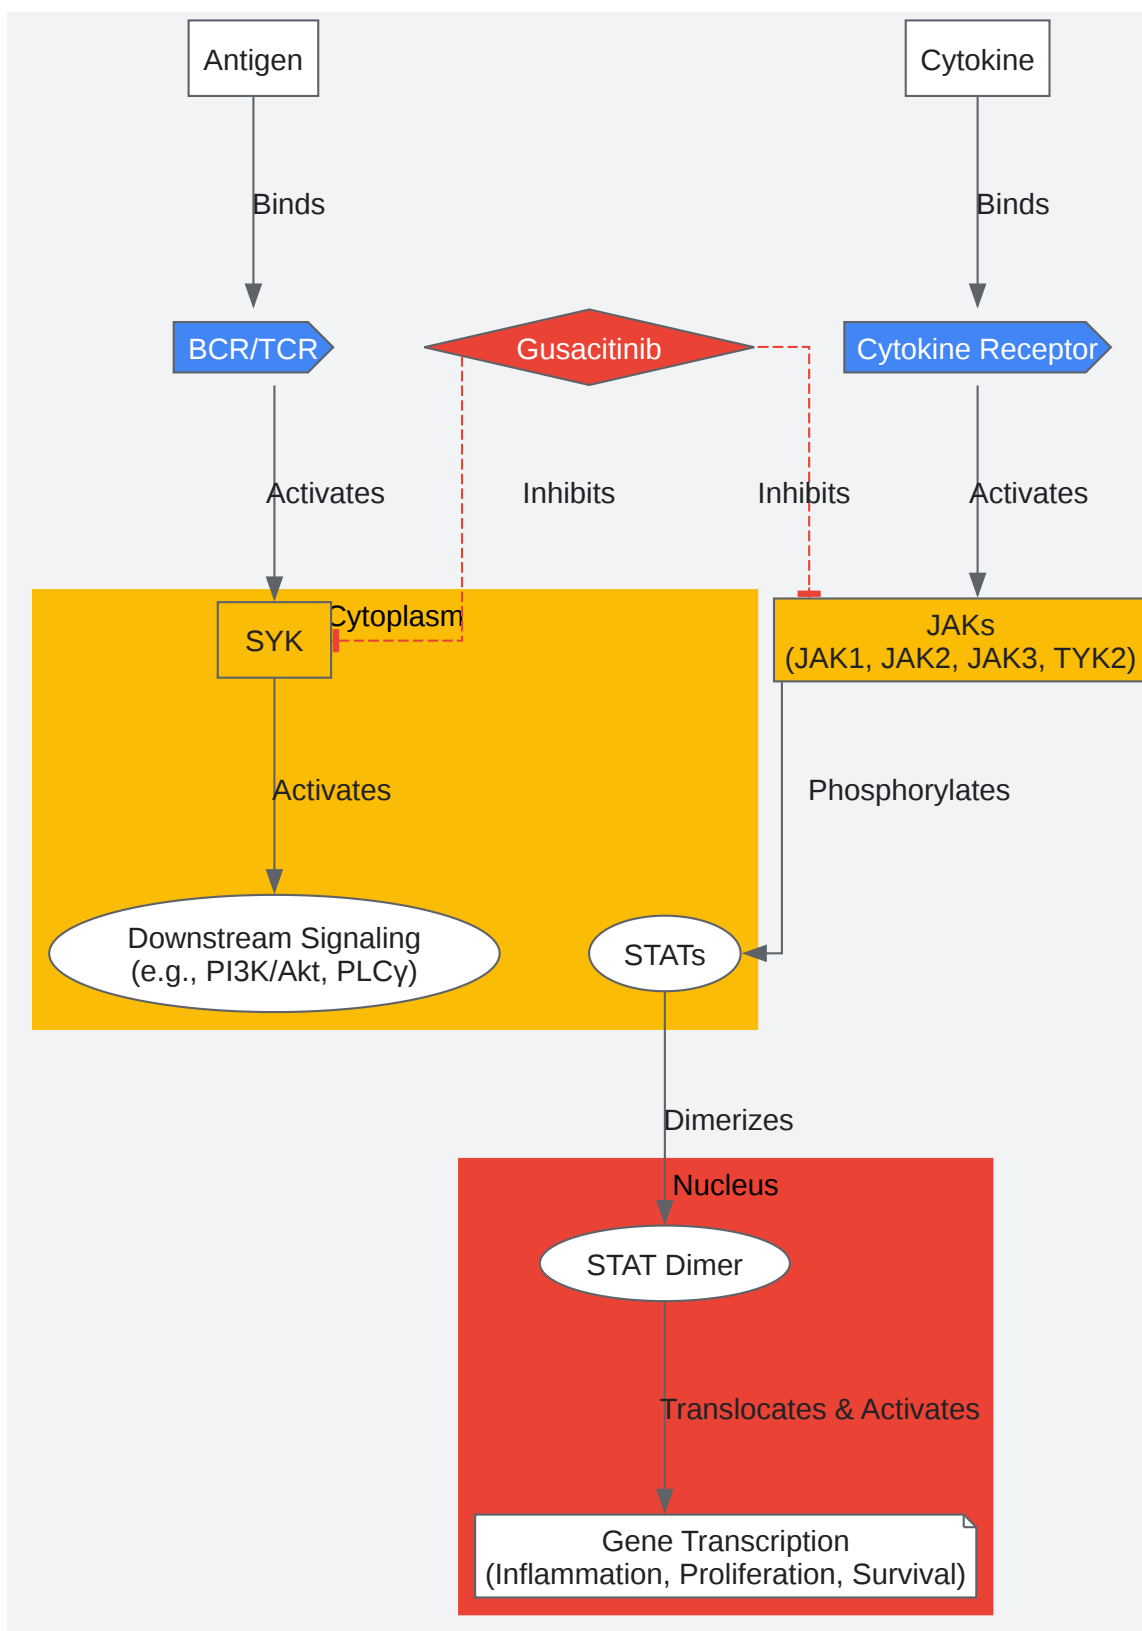 Antigen
Cytokine
Binds
Binds
BCR/TCR
Gusacitinib
Cytokine Receptor
Activates
Inhibits
Inhibits
Activates
Cytoplasm
SYK
JAKs
(JAK1, JAK2, JAK3, TYK2)
Activates
Phosphorylates
Downstream Signaling
(e.g., PI3K/Akt, PLCγ)
STATs
Dimerizes
Nucleus
STAT Dimer
Translocates & Activates
Gene Transcription
(Inflammation, Proliferation, Survival)